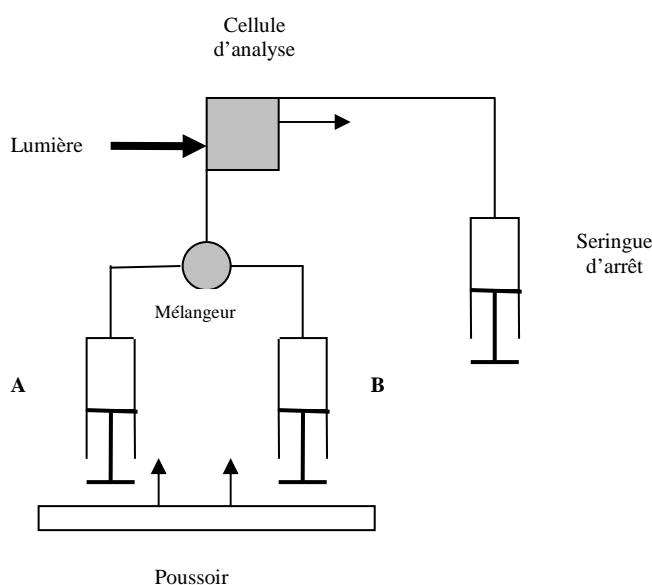 Cellule
d'analyse
Lumière
Seringue
d'arrêt
Mélangeur
A
B
Poussoir